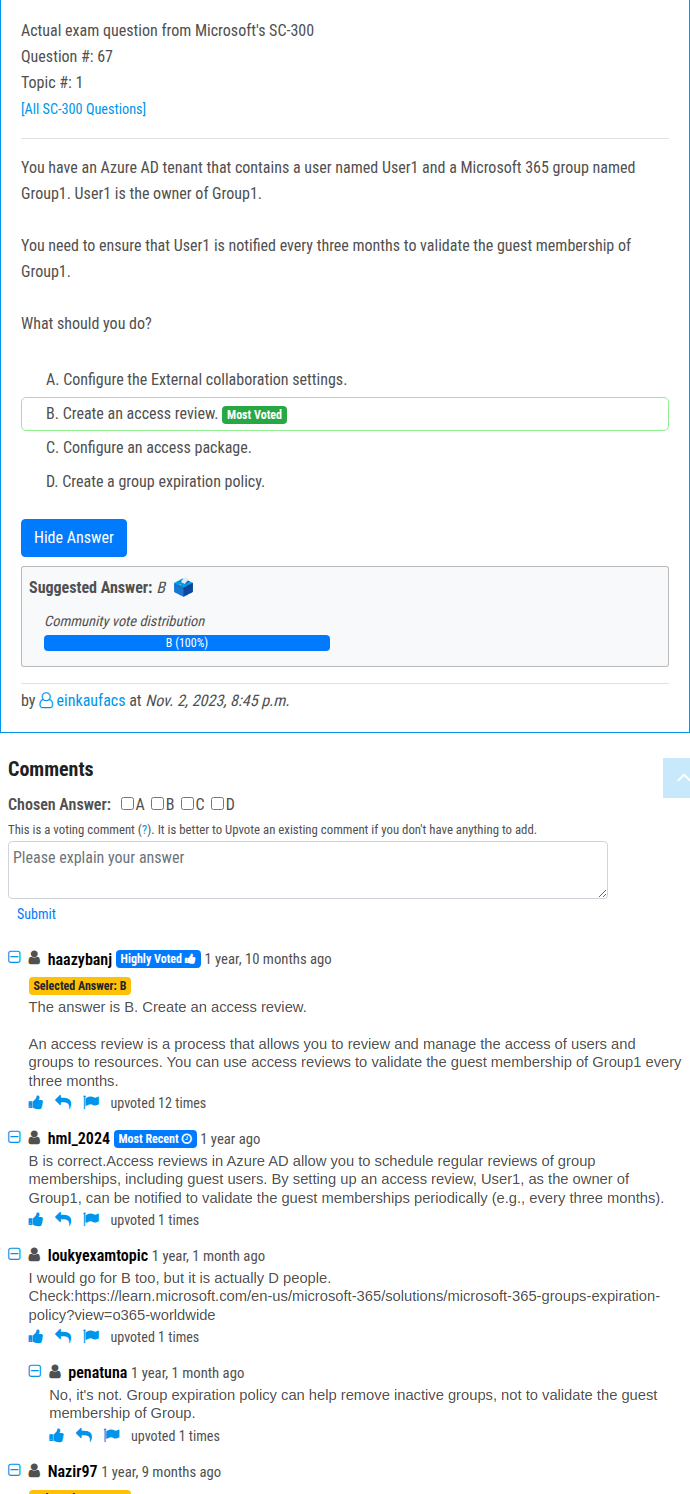 Actual exam question from Microsoft's SC-300
Question #: 67
Topic #: 1
[All SC-300 Questions]
You have an Azure AD tenant that contains a user named User1 and a Microsoft 365 group named
Group1. User1 is the owner of Group1.
You need to ensure that User1 is notified every three months to validate the guest membership of
Group1.
What should you do?
A. Configure the External collaboration settings.
B. Create an access review. Most Voted
C. Configure an access package.
D. Create a group expiration policy.
Hide Answer
Suggested Answer: B
Community vote distribution
B (100%)
by einkaufacs at Nov. 2, 2023, 8:45 p.m.
Comments
Chosen Answer: A B C D
This is a voting comment (?). It is better to Upvote an existing comment if you don't have anything to add.
Please explain your answer
Submit
haazybanj Highly Voted 1 year, 10 months ago
Selected Answer: B
The answer is B. Create an access review.
An access review is a process that allows you to review and manage the access of users and
groups to resources. You can use access reviews to validate the guest membership of Group1 every
three months.
upvoted 12 times
hml_2024 Most Recent 1 year ago
B is correct.Access reviews in Azure AD allow you to schedule regular reviews of group
memberships, including guest users. By setting up an access review, User1, as the owner of
Group1, can be notified to validate the guest memberships periodically (e.g., every three months).
upvoted 1 times
loukyexamtopic 1 year, 1 month ago
I would go for B too, but it is actually D people.
Check:https://learn.microsoft.com/en-us/microsoft-365/solutions/microsoft-365-groups-expiration-
policy?view=o365-worldwide
upvoted 1 times
penatuna 1 year, 1 month ago
No, it's not. Group expiration policy can help remove inactive groups, not to validate the guest
membership of Group.
upvoted 1 times
Nazir97 1 year, 9 months ago